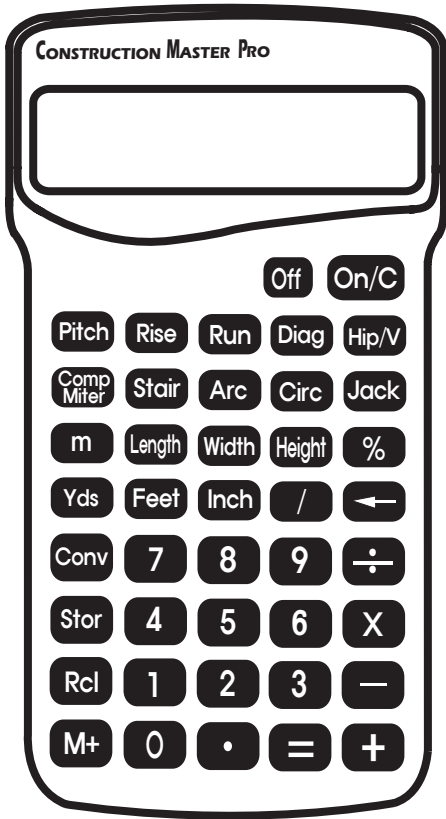 Construction Master Pro
Off On/C
Pitch Rise Run Diag Hip/V
Comp Miter Stair Arc Circ Jack
m Length Width Height %
Yds Feet Inch / ←
Conv 7 8 9 ÷
Stor 4 5 6 X
Rcl 1 2 3 —
M+ 0 • = +